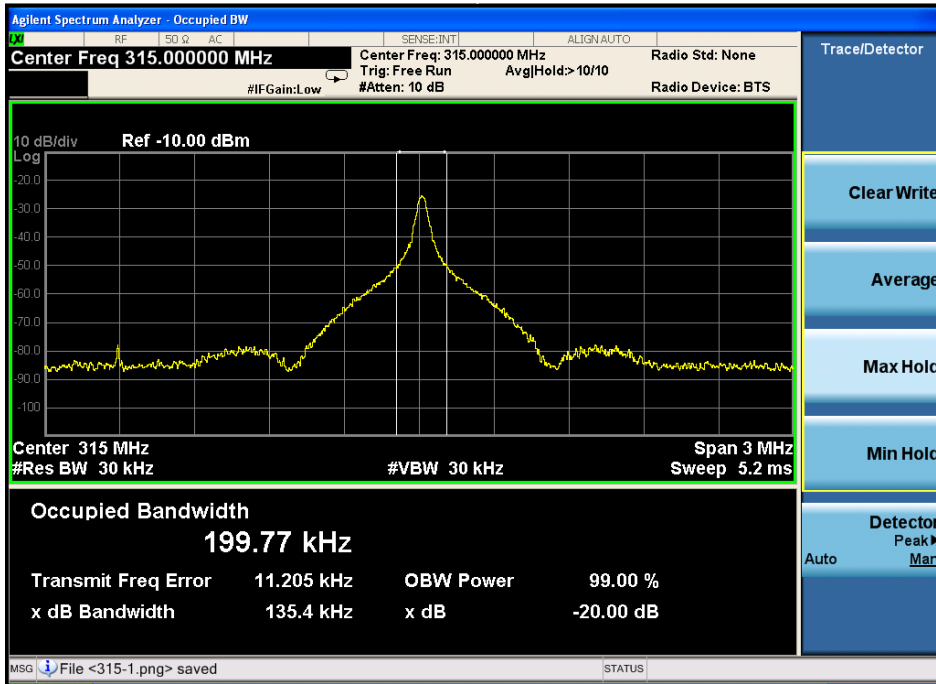 Agilent Spectrum Analyzer - Occupied BW
LXI RF 50 Ω AC SENSE:INT ALIGN AUTO
Center Freq 315.000000 MHz
Center Freq: 315.000000 MHz
Radio Std: None
Trig: Free Run Avg|Hold:>10/10
#IFGain:Low
#Atten: 10 dB
Radio Device: BTS
Trace/Detector
10 dB/div Ref -10.00 dBm
Log
-20.0
-30.0
-40.0
-50.0
-60.0
-70.0
-80.0
-90.0
-100
Center 315 MHz
Span 3 MHz
#Res BW 30 kHz
#VBW 30 kHz
Sweep 5.2 ms
Clear Write
Average
Max Hold
Min Hold
Detector
Peak▶
Auto Man
Occupied Bandwidth
199.77 kHz
Transmit Freq Error 11.205 kHz OBW Power 99.00 %
x dB Bandwidth 135.4 kHz x dB -20.00 dB
MSG File <315-1.png> saved STATUS